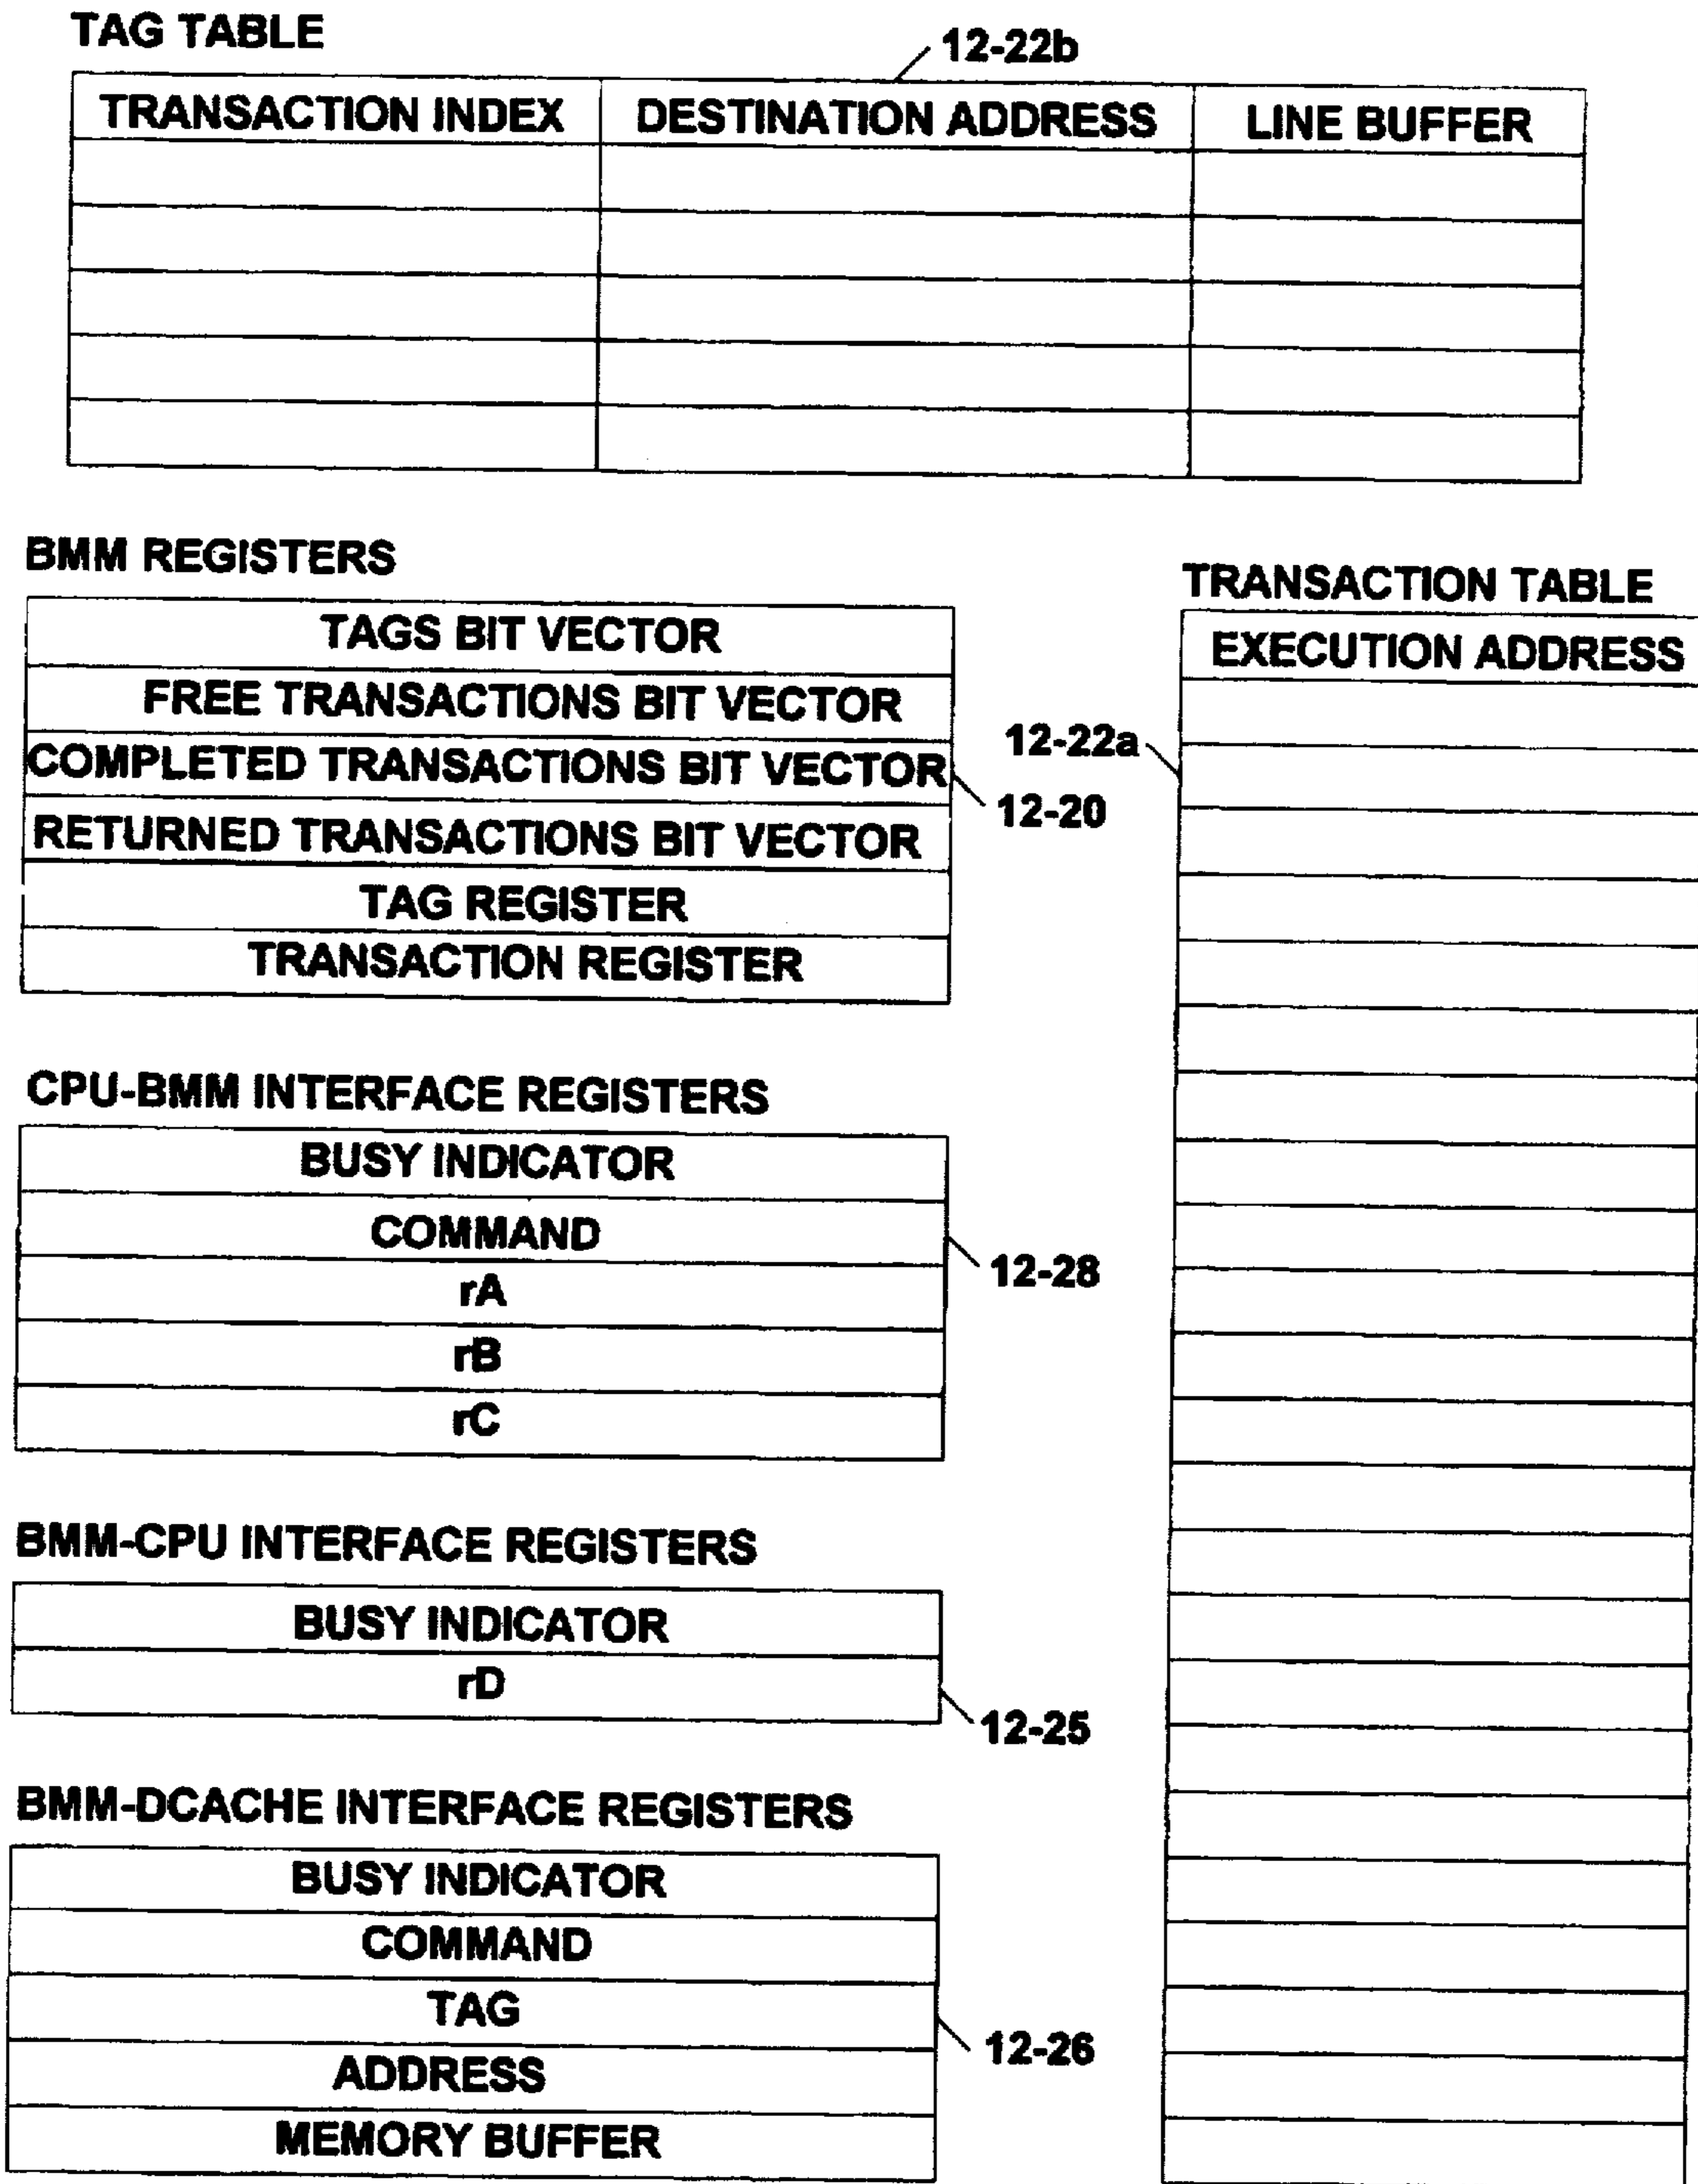 TAG TABLE
12-22b
TRANSACTION INDEX DESTINATION ADDRESS LINE BUFFER
BMM REGISTERS
TAGS BIT VECTOR
FREE TRANSACTIONS BIT VECTOR
COMPLETED TRANSACTIONS BIT VECTOR
12-20
RETURNED TRANSACTIONS BIT VECTOR
TAG REGISTER
TRANSACTION REGISTER
TRANSACTION TABLE
EXECUTION ADDRESS
12-22a
CPU-BMM INTERFACE REGISTERS
BUSY INDICATOR
COMMAND
12-28
rA
rB
rC
BMM-CPU INTERFACE REGISTERS
BUSY INDICATOR
rD
12-25
BMM-DCACHE INTERFACE REGISTERS
BUSY INDICATOR
COMMAND
TAG
12-26
ADDRESS
MEMORY BUFFER